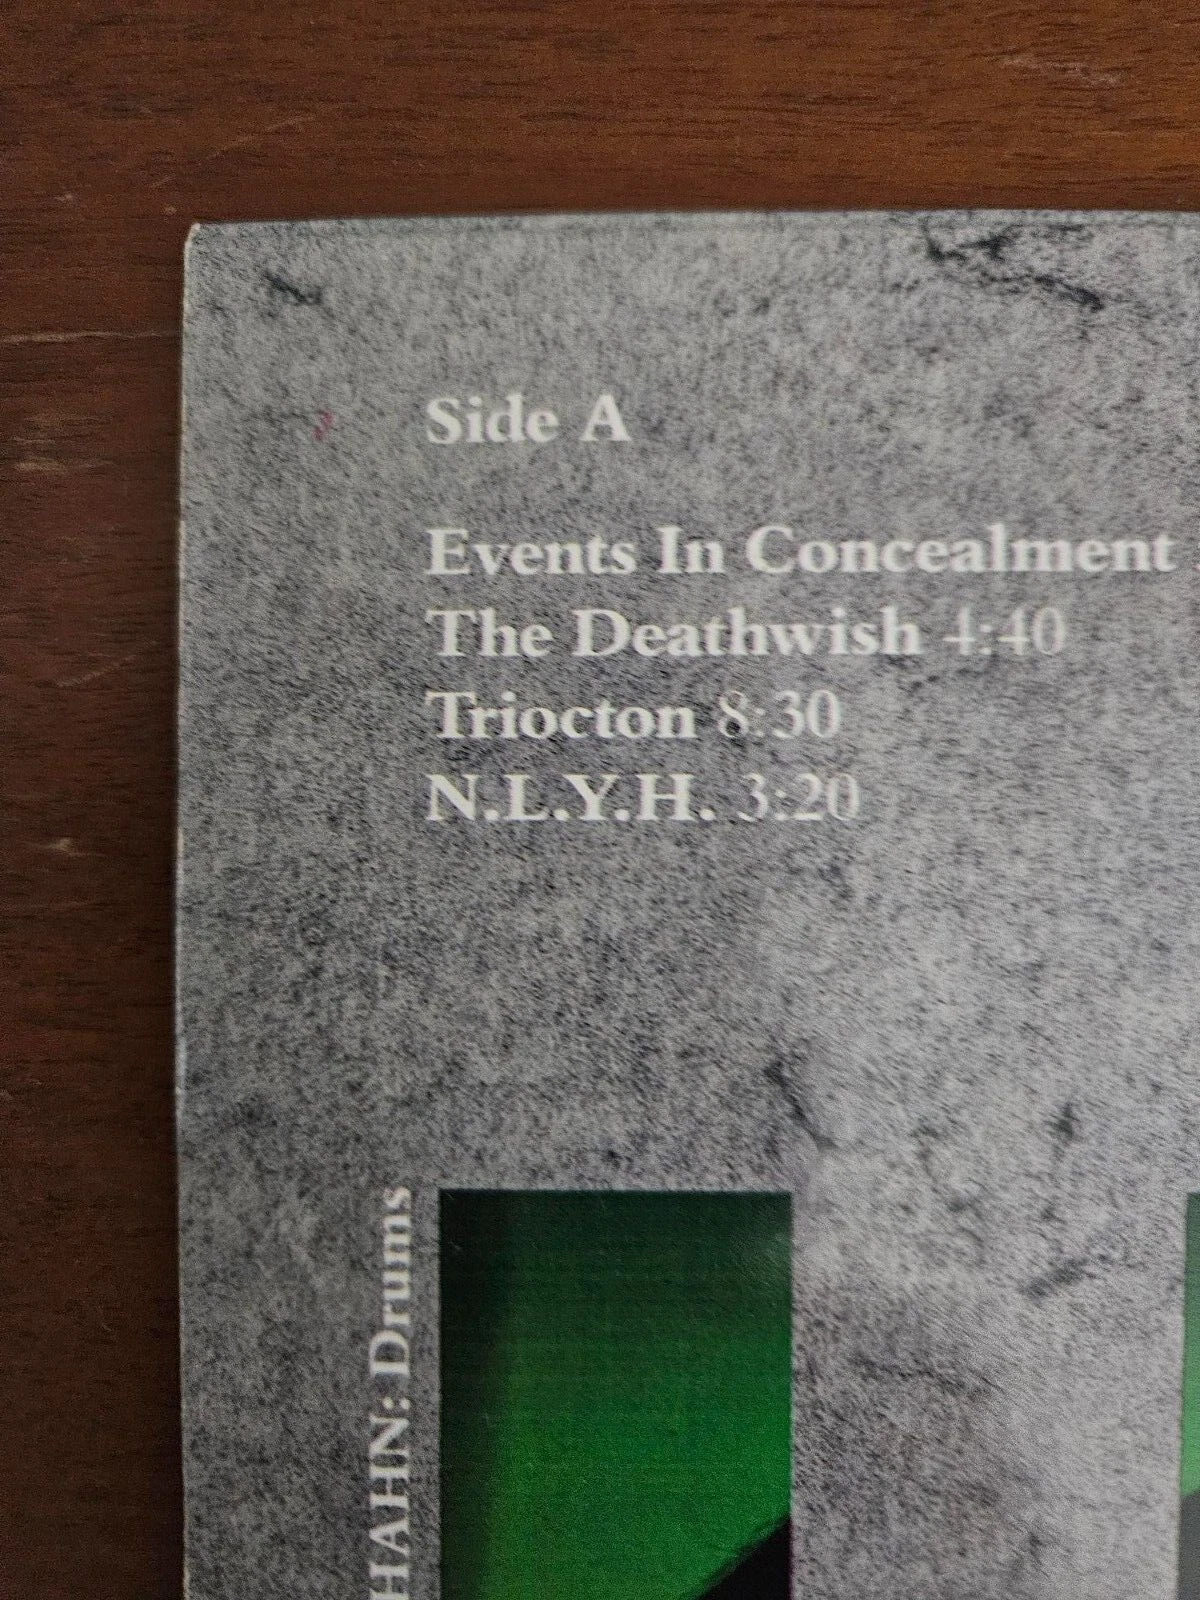 Side A
Events In Concealment
The Deathwish 4:40
Triocton 8:30
N.L.Y.H. 3:20
HAHN: Drums